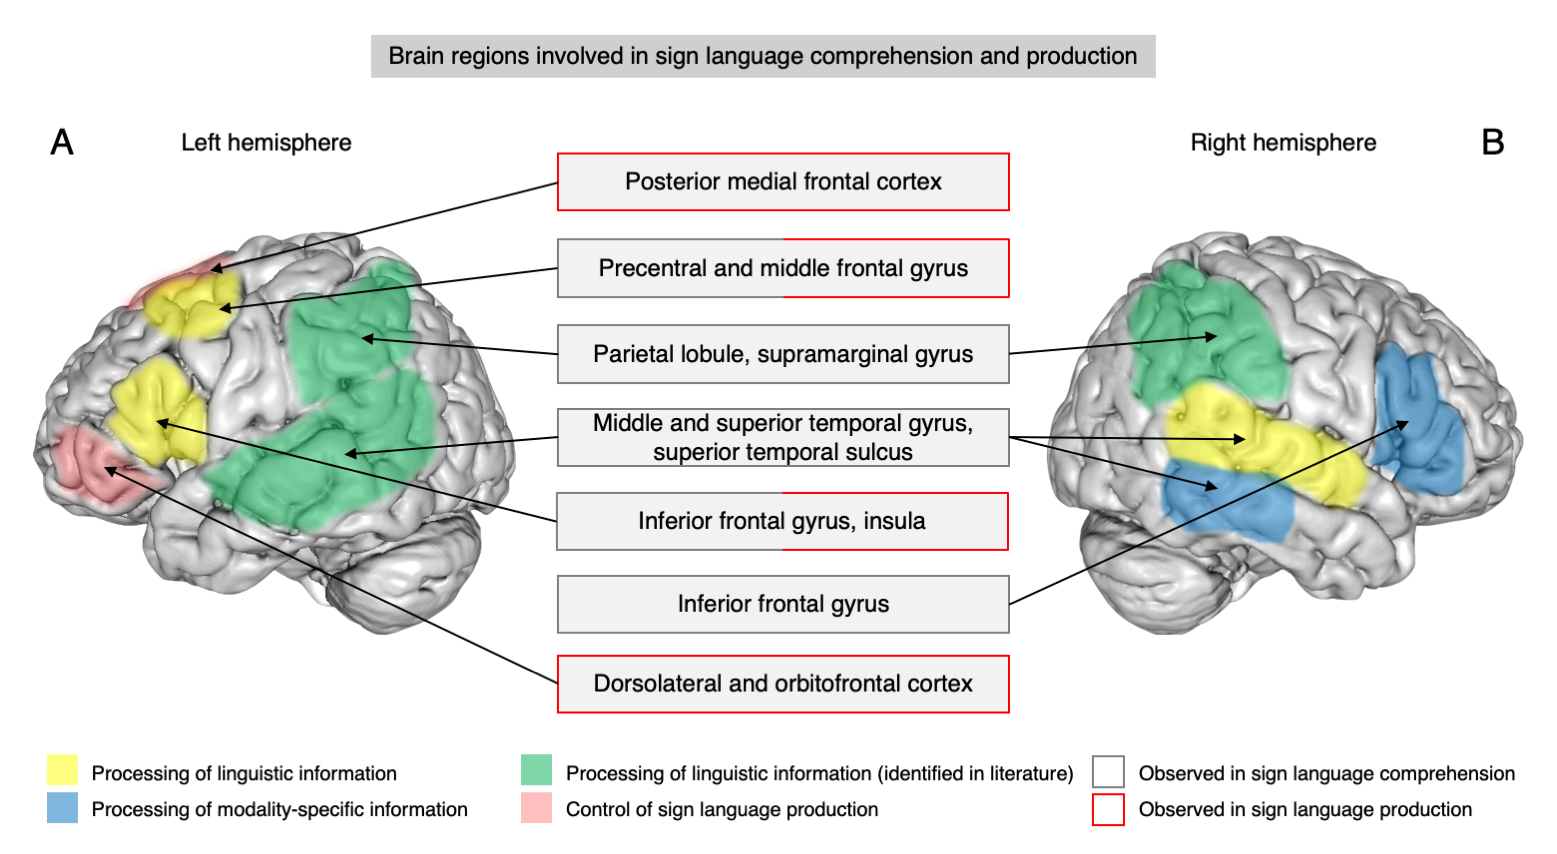 Brain regions involved in sign language comprehension and production
A
Left hemisphere
Right hemisphere
B
Posterior medial frontal cortex
Precentral and middle frontal gyrus
Parietal lobule, supramarginal gyrus
Middle and superior temporal gyrus,
superior temporal sulcus
Inferior frontal gyrus, insula
Inferior frontal gyrus
Dorsolateral and orbitofrontal cortex
Processing of linguistic information
Processing of modality-specific information
Processing of linguistic information (identified in literature)
Control of sign language production
Observed in sign language comprehension
Observed in sign language production